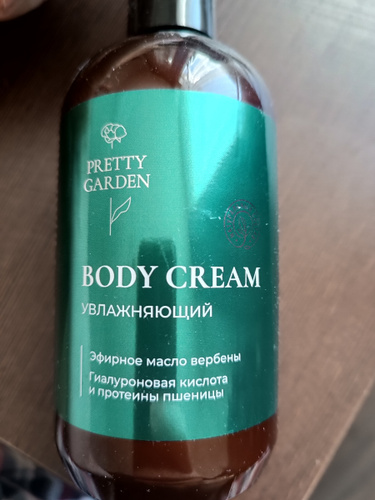 PRETTY
GARDEN
BODY CREAM
УВЛАЖНЯЮЩИЙ
Эфирное масло вербены
Гиалуроновая кислота
и протеины пшеницы